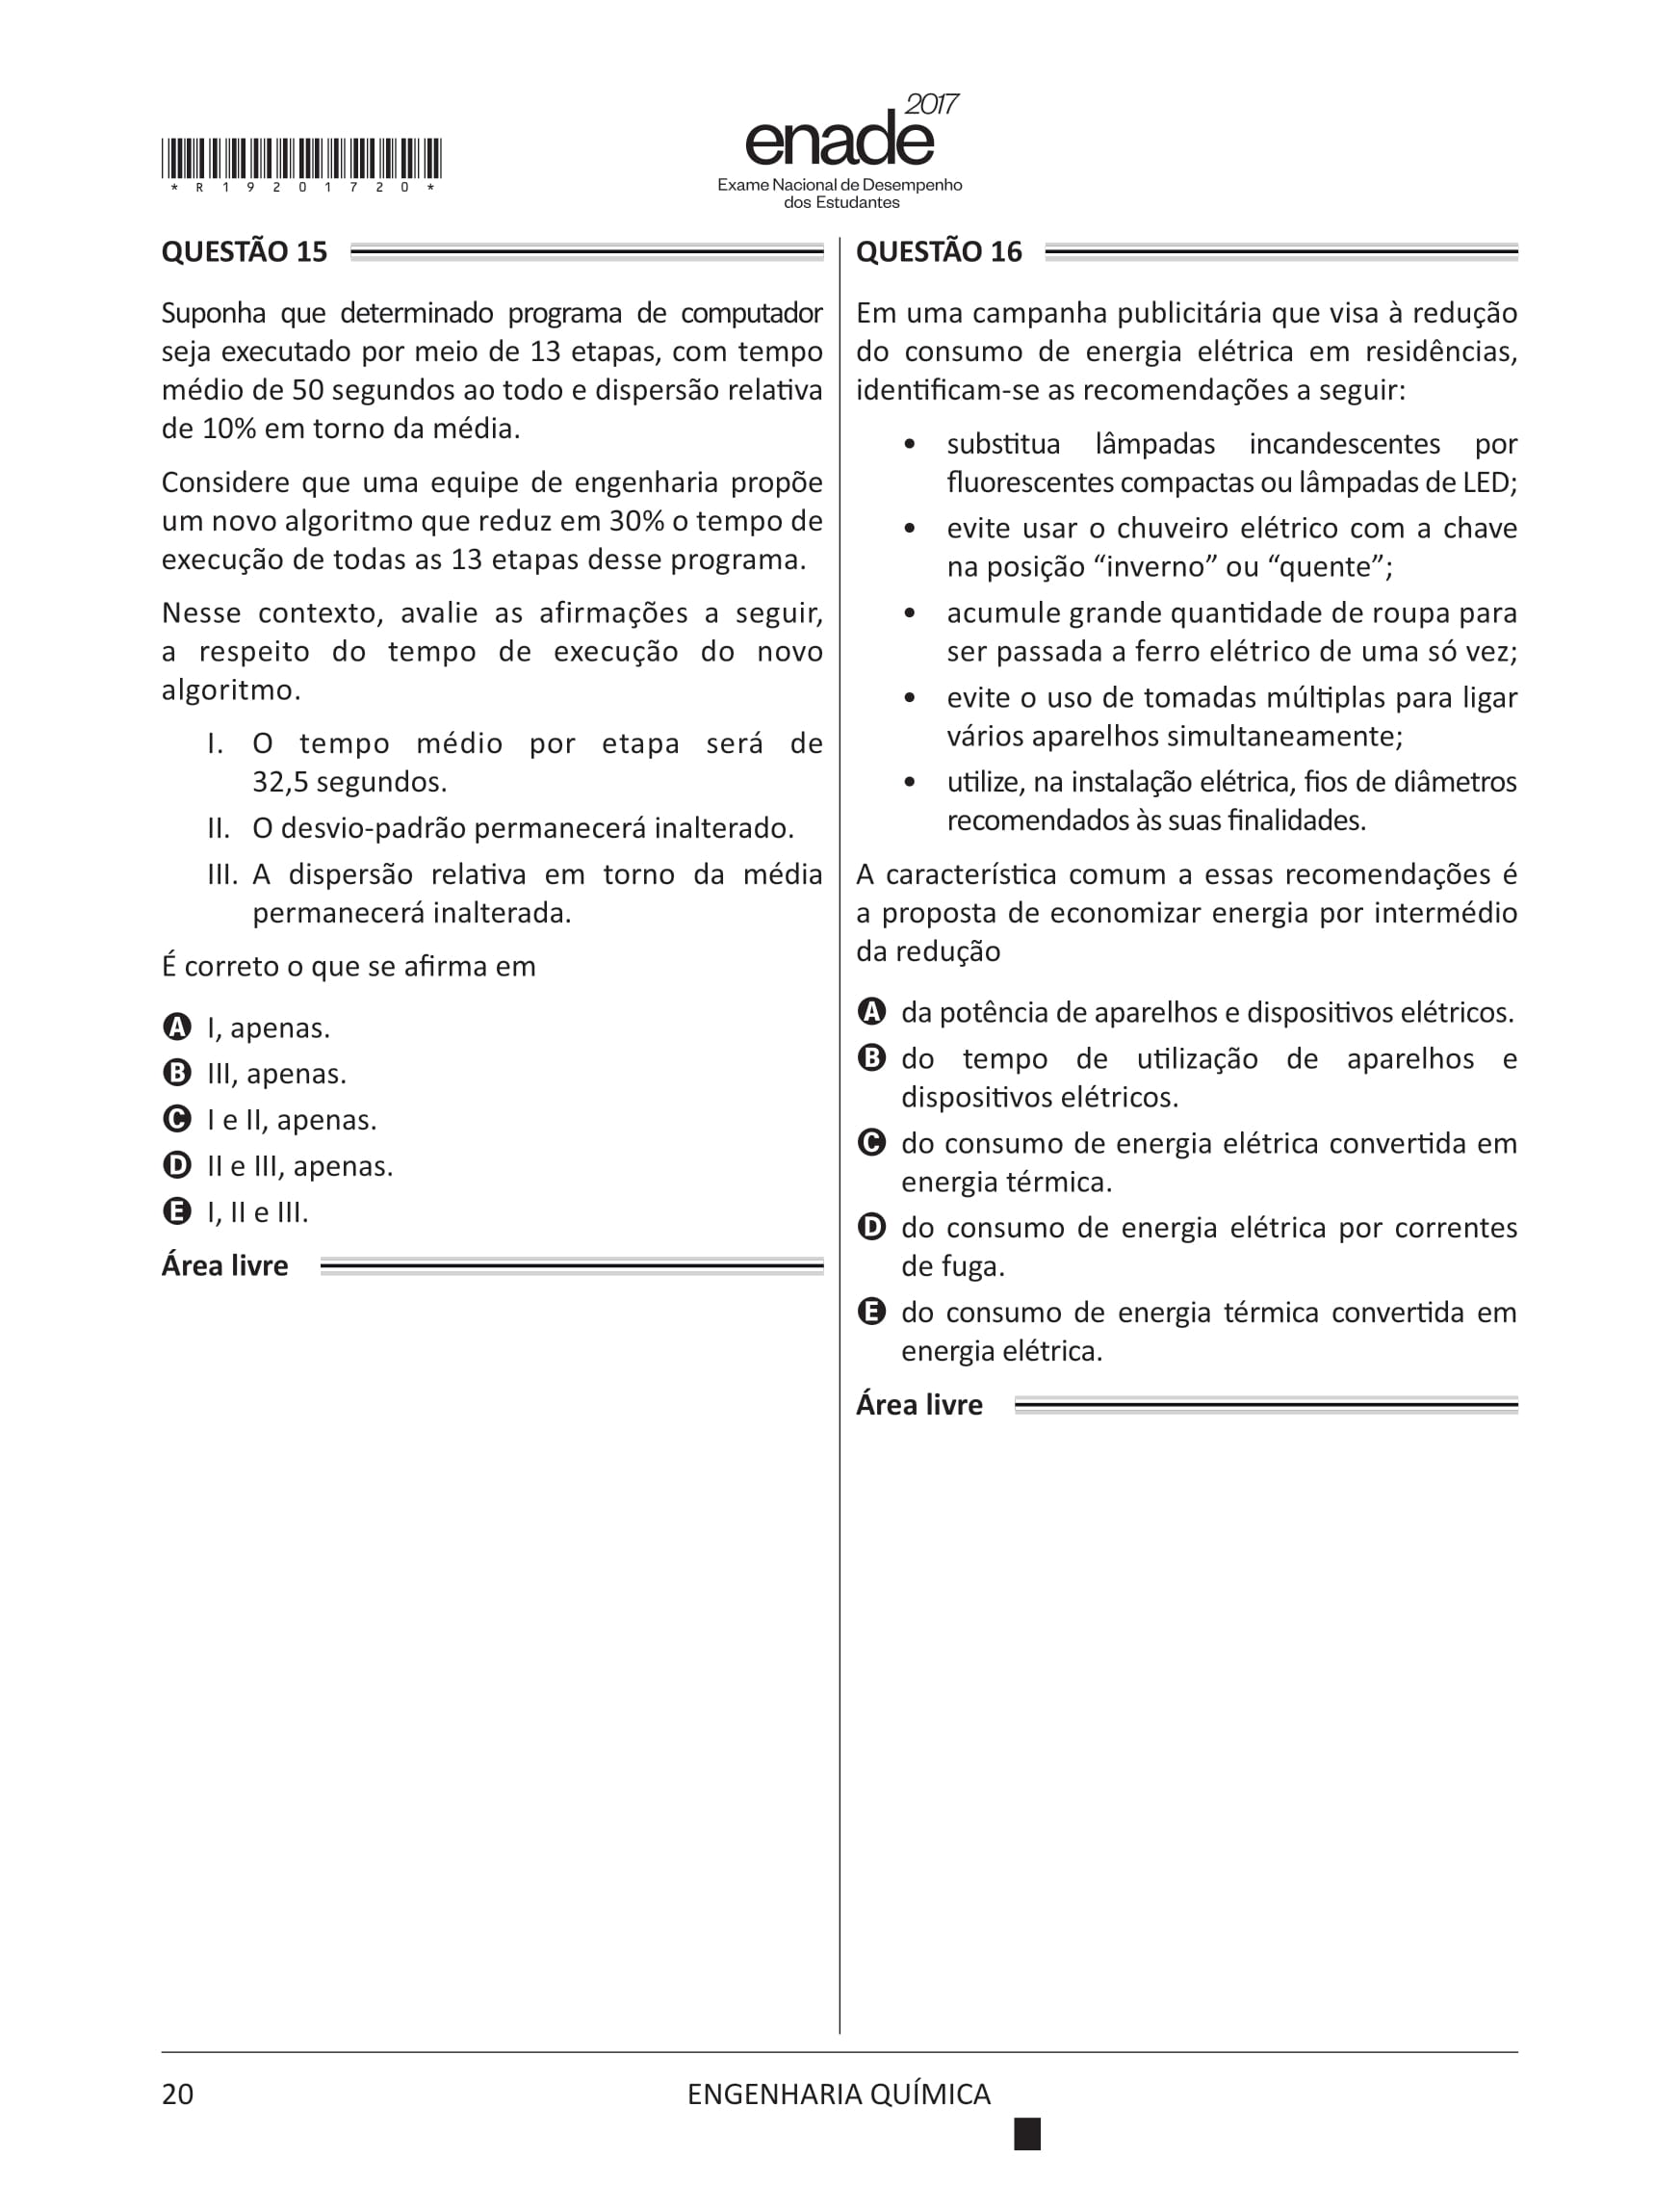 2017
enade
Exame Nacional de Desempenho
dos Estudantes
*R19201720*
QUESTÃO 15
Suponha que determinado programa de computador
seja executado por meio de 13 etapas, com tempo
médio de 50 segundos ao todo e dispersão relativa
de 10% em torno da média.
Considere que uma equipe de engenharia propõe
um novo algoritmo que reduz em 30% o tempo de
execução de todas as 13 etapas desse programa.
Nesse contexto, avalie as afirmações a seguir,
a respeito do tempo de execução do novo
algoritmo.
I. O tempo médio por etapa será de
32,5 segundos.
II. O desvio-padrão permanecerá inalterado.
III. A dispersão relativa em torno da média
permanecerá inalterada.
É correto o que se afirma em
A I, apenas.
B III, apenas.
C I e II, apenas.
D II e III, apenas.
E I, II e III.
Área livre
QUESTÃO 16
Em uma campanha publicitária que visa à redução
do consumo de energia elétrica em residências,
identificam-se as recomendações a seguir:
• substitua lâmpadas incandescentes por
fluorescentes compactas ou lâmpadas de LED;
• evite usar o chuveiro elétrico com a chave
na posição “inverno” ou “quente”;
• acumule grande quantidade de roupa para
ser passada a ferro elétrico de uma só vez;
• evite o uso de tomadas múltiplas para ligar
vários aparelhos simultaneamente;
• utilize, na instalação elétrica, fios de diâmetros
recomendados às suas finalidades.
A característica comum a essas recomendações é
a proposta de economizar energia por intermédio
da redução
A da potência de aparelhos e dispositivos elétricos.
B do tempo de utilização de aparelhos e
dispositivos elétricos.
C do consumo de energia elétrica convertida em
energia térmica.
D do consumo de energia elétrica por correntes
de fuga.
E do consumo de energia térmica convertida em
energia elétrica.
Área livre
20
ENGENHARIA QUÍMICA